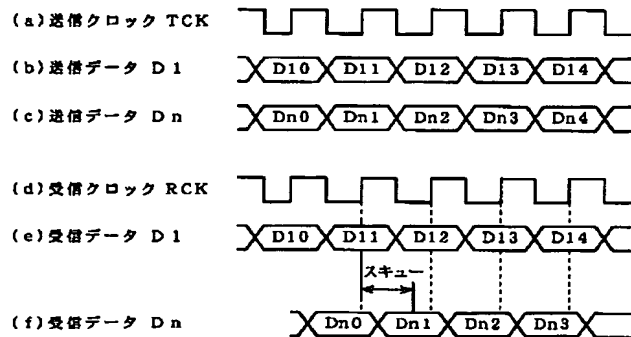 (a)送信クロック TCK
(b)送信データ D1 D10 D11 D12 D13 D14
(c)送信データ Dn Dn0 Dn1 Dn2 Dn3 Dn4
(d)受信クロック RCK
(e)受信データ D1 D10 D11 D12 D13 D14
スキュー
(f)受信データ Dn Dn0 Dn1 Dn2 Dn3